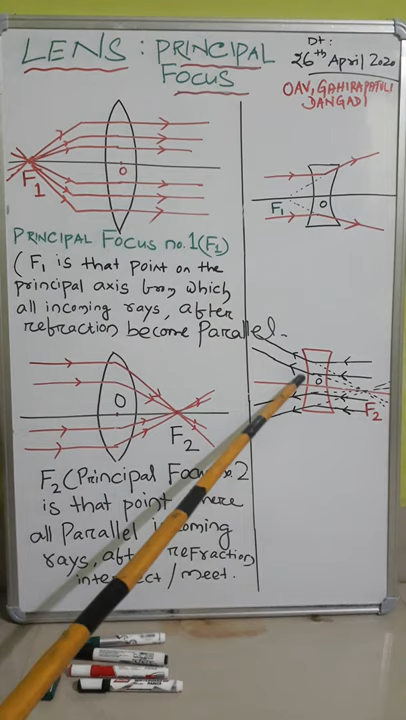 LENS : PRINCIPAL
FOCUS
Dt:
26th April 2020
OAV, GAHIRAPATULI
DANGADI
F1
O
PRINCIPAL FOCUS no.1 (F1)
(F1 is that point on the
principal axis from which
all incoming rays, after
refraction become Parallel.
F1
O
O
F2
F2 (Principal
2
is that point
all Parallel
rays,
refraction
/meet.
O
F2